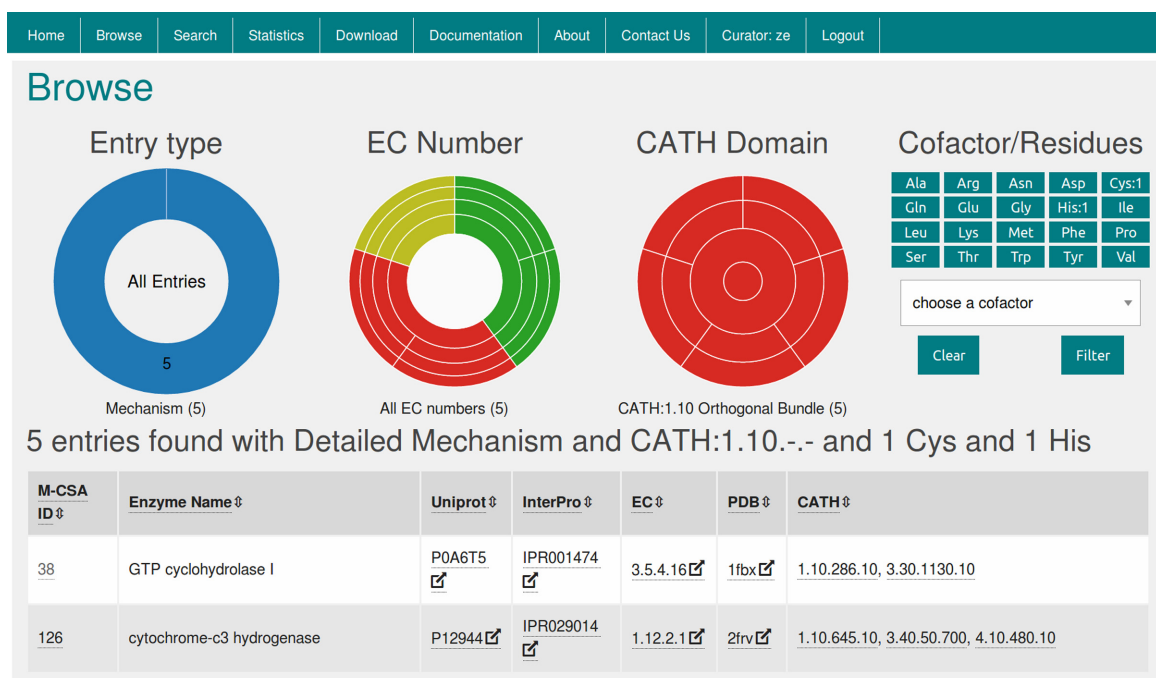 Home Browse Search Statistics Download Documentation About Contact Us Curator: ze Logout
Browse
Entry type EC Number CATH Domain Cofactor/Residues
Ala Arg Asn Asp Cys:1
Gln Glu Gly His:1 Ile
Leu Lys Met Phe Pro
Ser Thr Trp Tyr Val
All Entries
choose a cofactor
Clear Filter
5
Mechanism (5) All EC numbers (5) CATH:1.10 Orthogonal Bundle (5)
5 entries found with Detailed Mechanism and CATH:1.10.-.- and 1 Cys and 1 His
M-CSA
ID⇕ Enzyme Name⇕ Uniprot⇕ InterPro⇕ EC⇕ PDB⇕ CATH⇕
38 GTP cyclohydrolase I P0A6T5 IPR001474 3.5.4.16 1fbx 1.10.286.10, 3.30.1130.10
126 cytochrome-c3 hydrogenase P12944 IPR029014 1.12.2.1 2frv 1.10.645.10, 3.40.50.700, 4.10.480.10